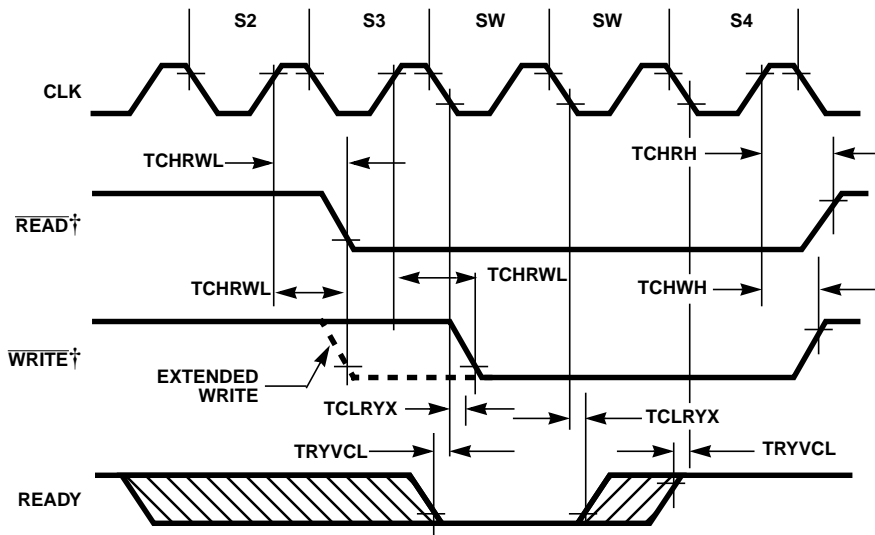 S2 S3 SW SW S4
CLK
TCHRWL TCHRH
READ†
TCHRWL TCHRWL TCHWH
WRITE†
EXTENDED
WRITE
TCLRYX TCLRYX
TRYVCL TRYVCL
READY